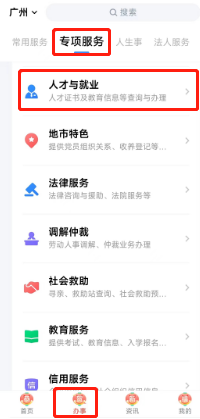 广州
搜索
常用服务 专项服务 人生事 法人服务
人才与就业
人才证书及教育信息等查询与办理
地市特色
提供党员组织关系、收养登记等...
法律服务
法律咨询与援助、法院服务等
调解仲裁
劳动人事调解、仲裁业务办理
社会救助
寻亲、救助站查询、社会救助预...
教育服务
提供考试、教育信息、入学报名...
信 信用服务
首页 办事 资讯 我的